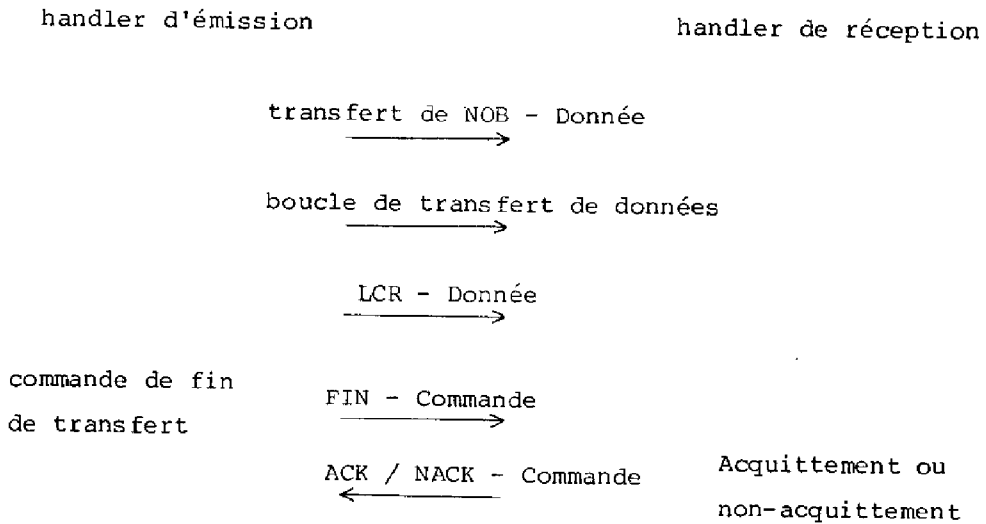 handler d'émission
handler de réception
transfert de NOB - Donnée
boucle de transfert de données
LCR - Donnée
commande de fin
de transfert
FIN - Commande
ACK / NACK - Commande
Acquittement ou
non-acquittement